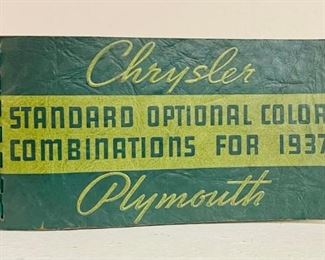 Chrysler
STANDARD OPTIONAL COLOR
COMBINATIONS FOR 1937
Plymouth